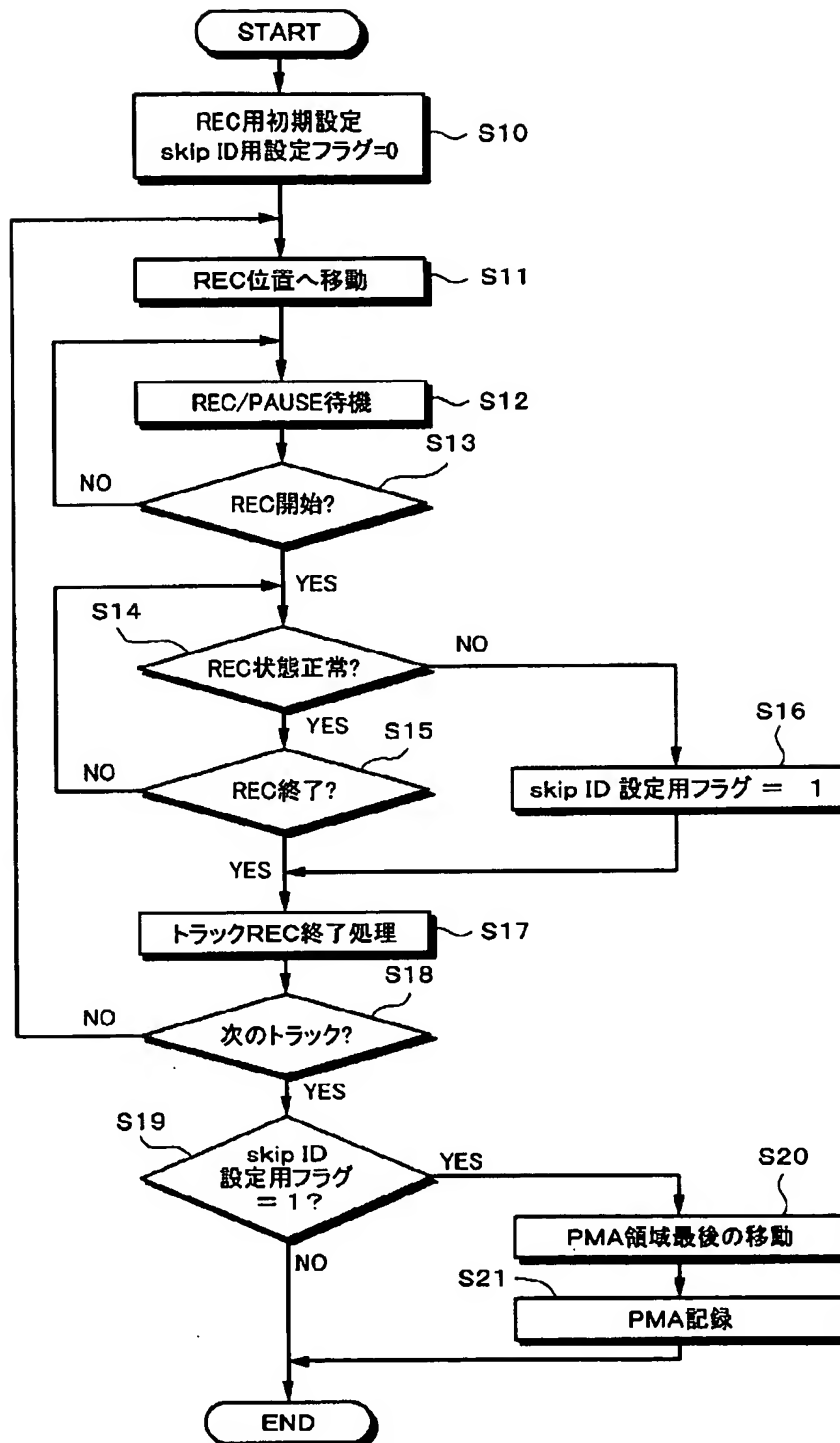 START
REC用初期設定
skip ID用設定フラグ=0
S10
REC位置へ移動
S11
REC/PAUSE待機
S12
S13
NO
REC開始?
YES
S14
REC状態正常?
NO
YES
S15
S16
NO
REC終了?
skip ID 設定用フラグ = 1
YES
トラックREC終了処理
S17
S18
NO
次のトラック?
YES
S19
skip ID
設定用フラグ
= 1?
YES
S20
PMA領域最後の移動
NO
S21
PMA記録
END